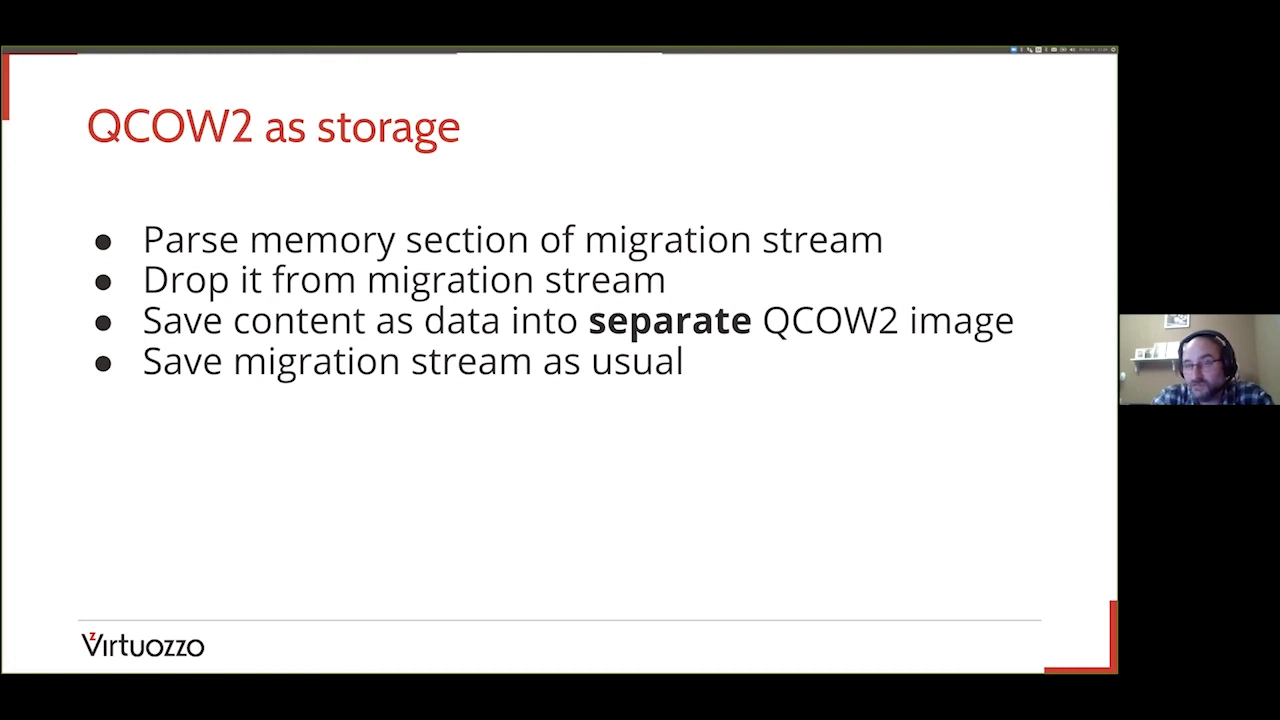 QCOW2 as storage
● Parse memory section of migration stream
● Drop it from migration stream
● Save content as data into separate QCOW2 image
● Save migration stream as usual
Virtuozzo